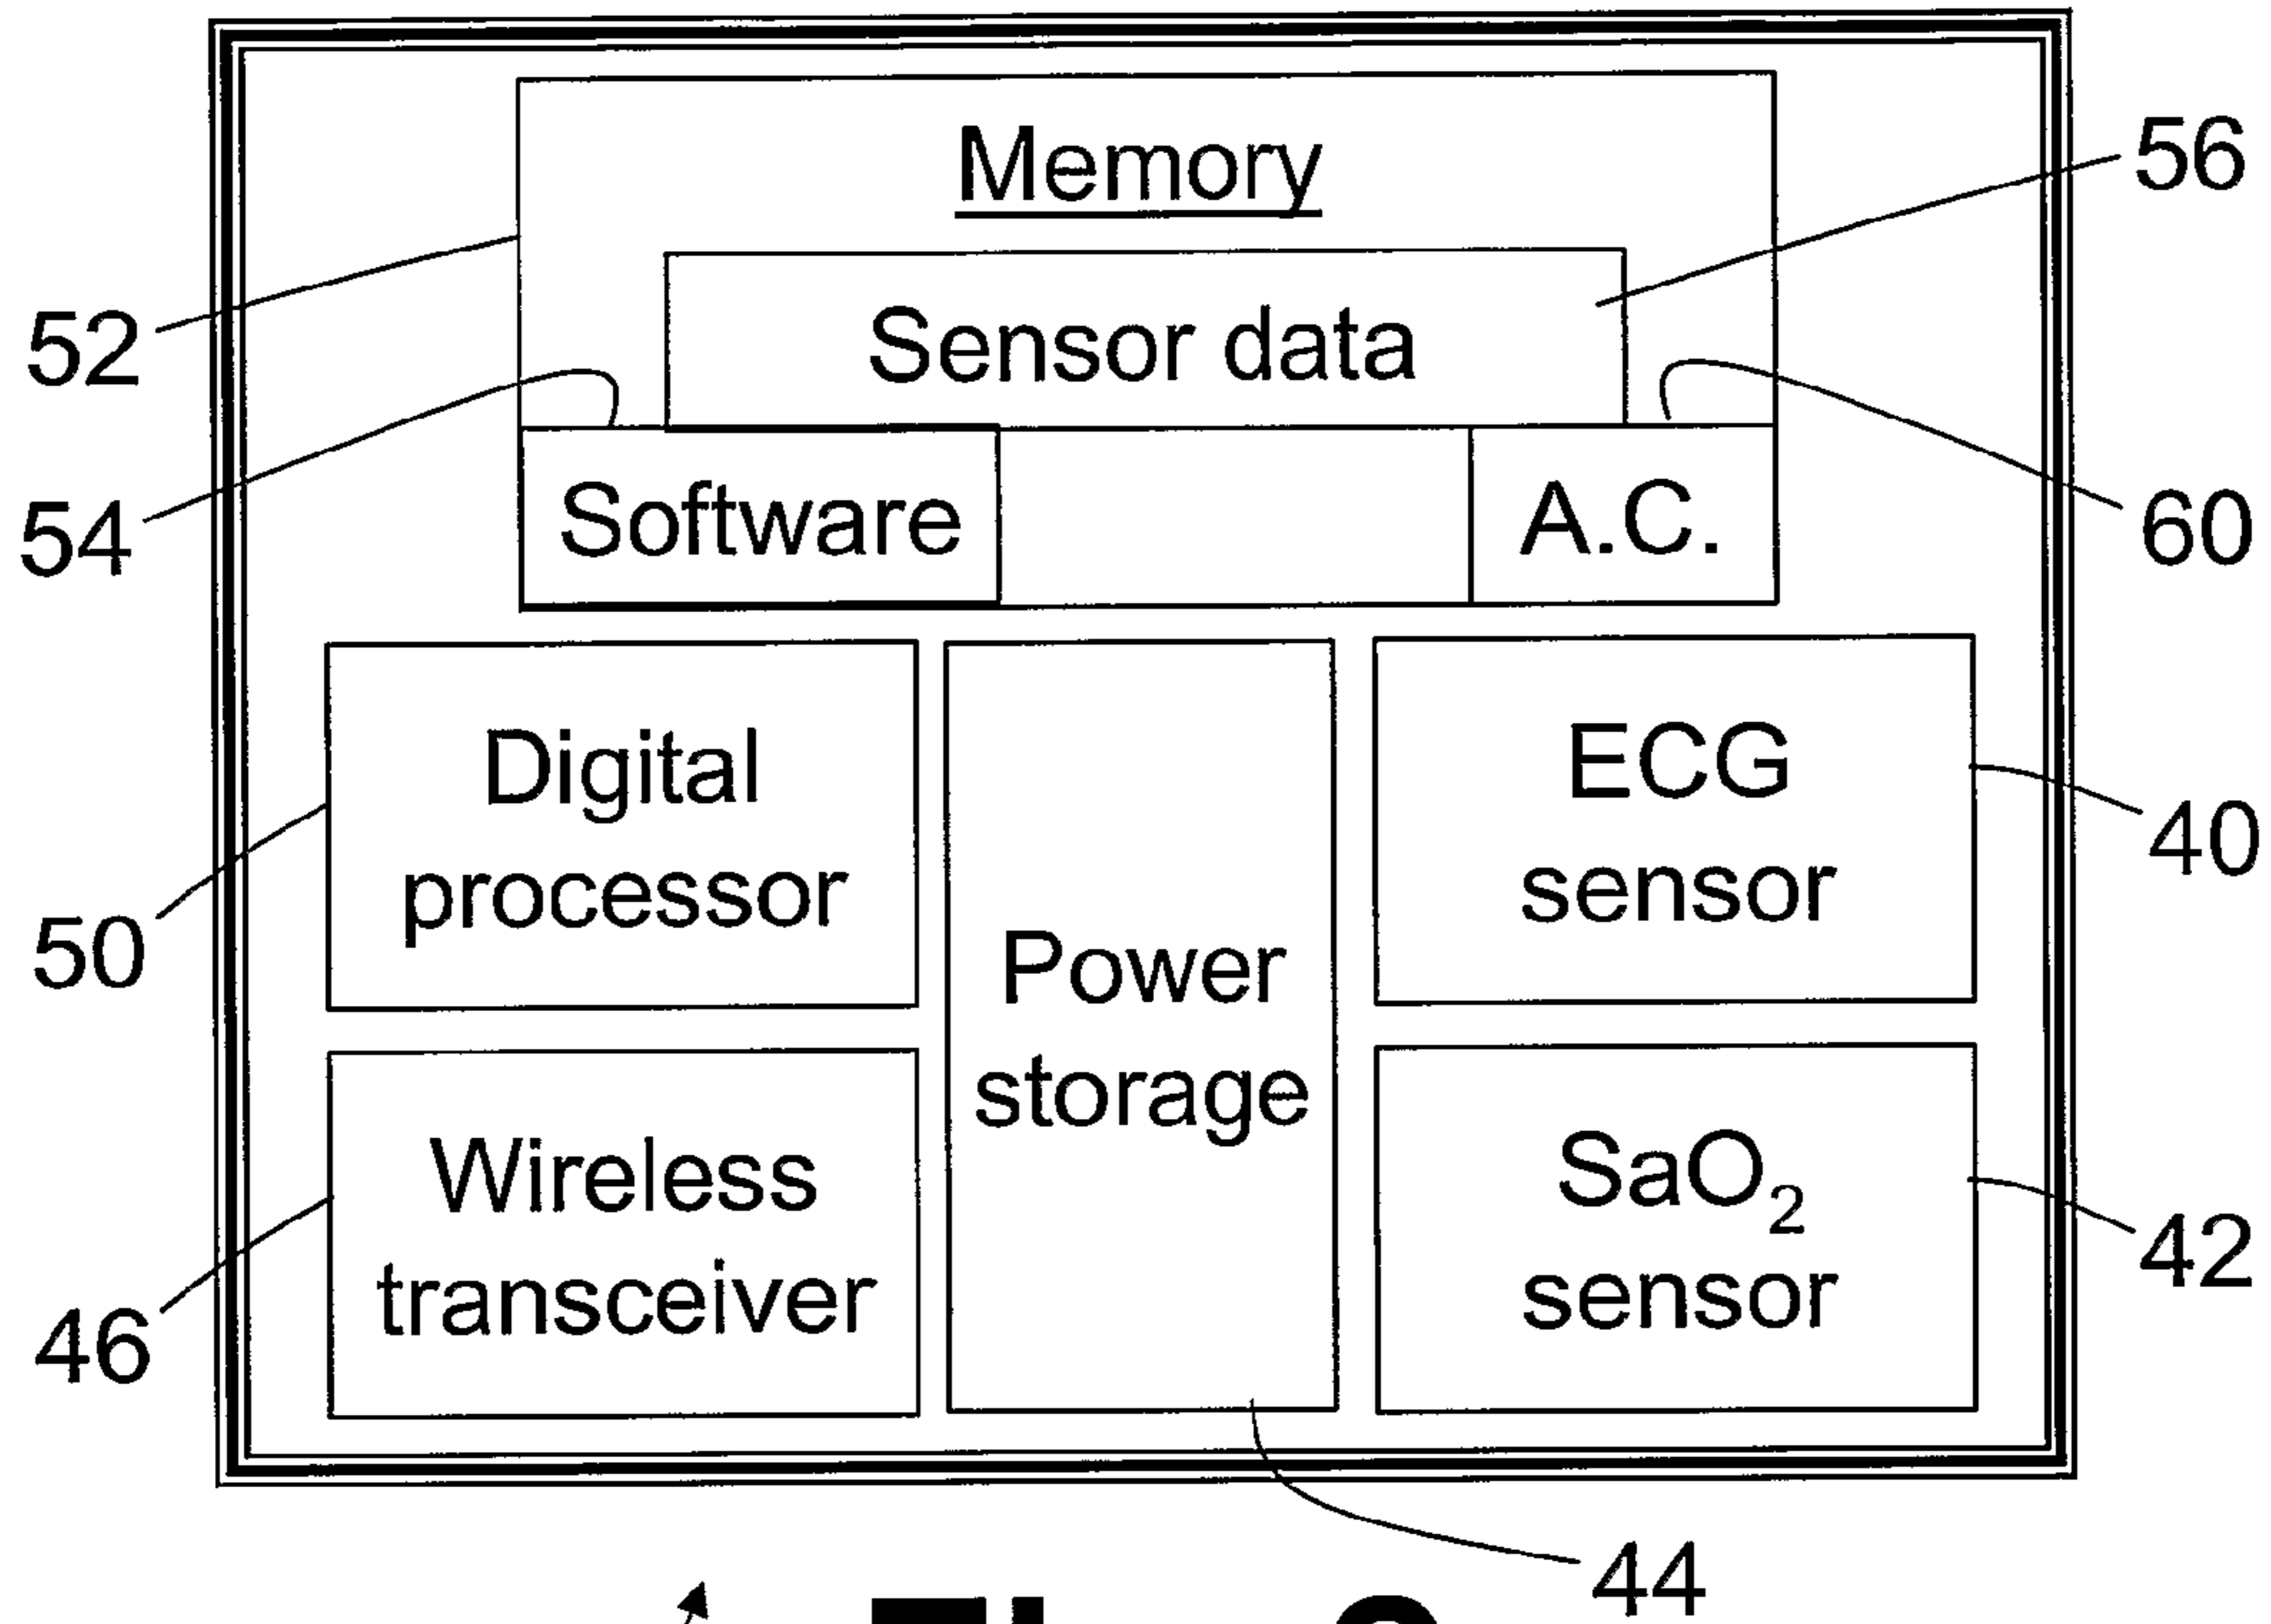 Memory
56
Sensor data
52
54
Software
A.C.
60
Digital
processor
ECG
sensor
40
50
Power
storage
Wireless
transceiver
SaO₂
sensor
42
46
44